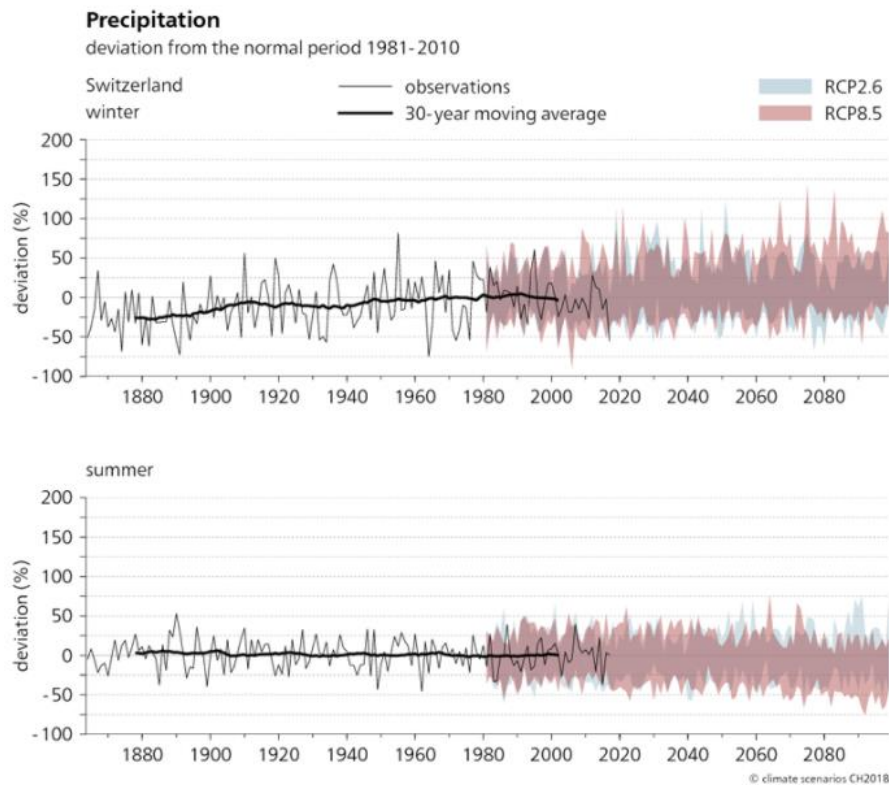 Precipitation
deviation from the normal period 1981-2010
Switzerland observations RCP2.6
winter 30-year moving average RCP8.5
200
150
100
50
0
-50
-100
deviation (%)
1880 1900 1920 1940 1960 1980 2000 2020 2040 2060 2080
summer
200
150
100
50
0
-50
-100
deviation (%)
1880 1900 1920 1940 1960 1980 2000 2020 2040 2060 2080
© climate scenarios CH2018